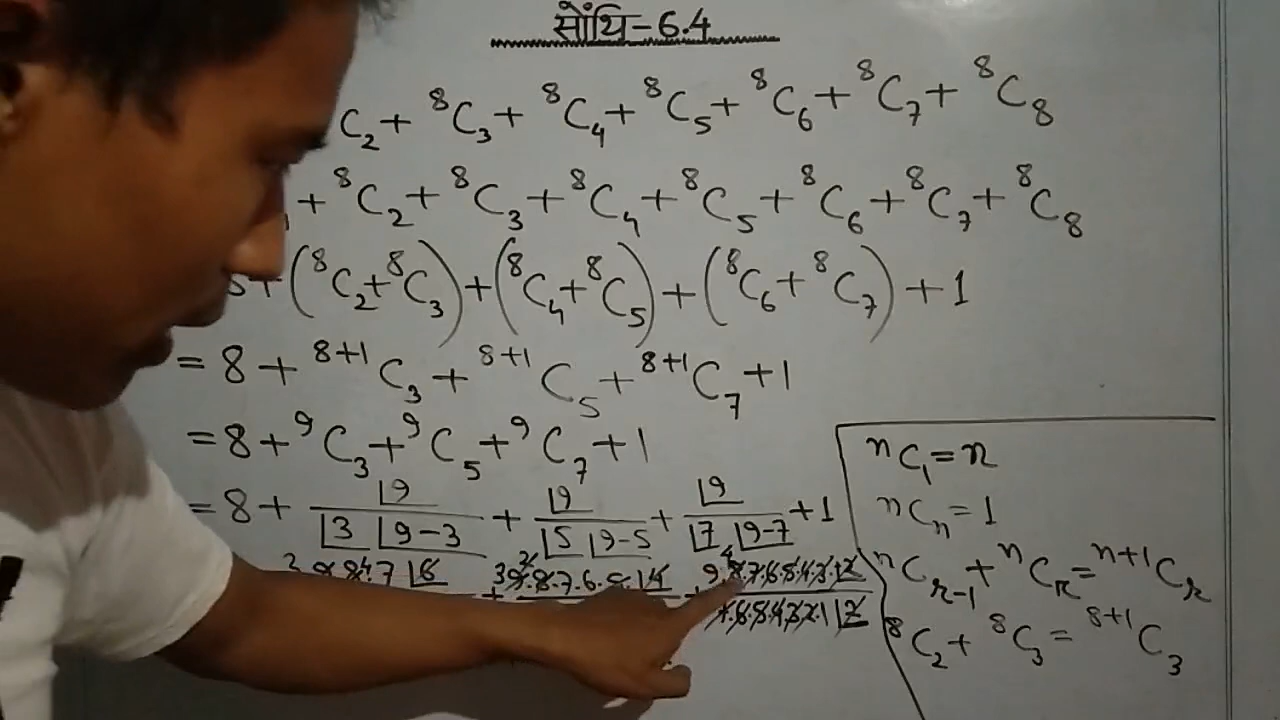 सोंथि-6.4
C₂ + ⁸C₃ + ⁸C₄ + ⁸C₅ + ⁸C₆ + ⁸C₇ + ⁸C₈
+ ⁸C₂ + ⁸C₃ + ⁸C₄ + ⁸C₅ + ⁸C₆ + ⁸C₇ + ⁸C₈
+ (⁸C₂+⁸C₃) + (⁸C₄+⁸C₅) + (⁸C₆+⁸C₇) + 1
= 8 + ⁸⁺¹C₃ + ⁸⁺¹C₅ + ⁸⁺¹C₇ + 1
= 8 + ⁹C₃ + ⁹C₅ + ⁹C₇ + 1
= 8 + |9 / |3 |9-3 + |9 / |5 |9-5 + |9 / |7 |9-7 + 1
ⁿC₁ = n
ⁿCₙ = 1
ⁿCᵣ₋₁ + ⁿCᵣ = ⁿ⁺¹Cᵣ
⁸C₂ + ⁸C₃ = ⁸⁺¹C₃